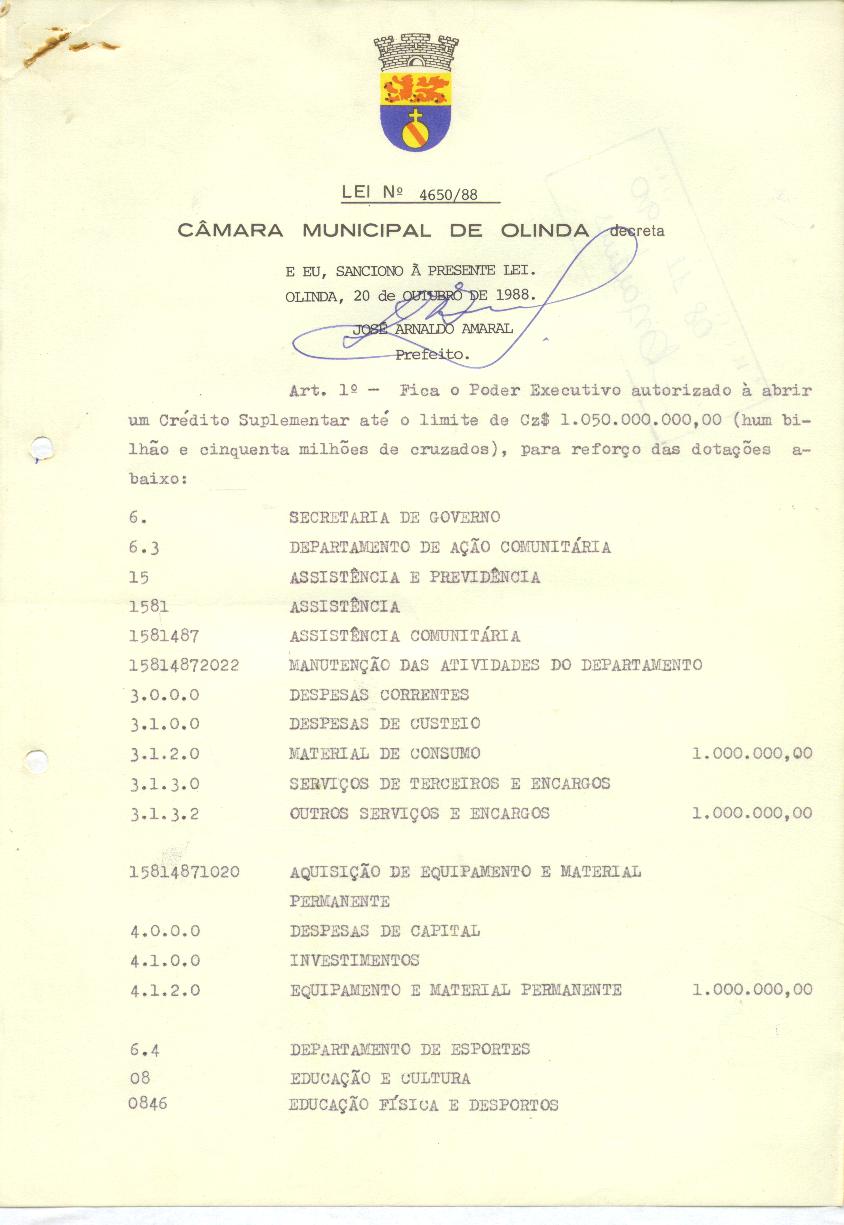 LEI Nº 4650/88
CÂMARA MUNICIPAL DE OLINDA decreta
E EU, SANCIONO À PRESENTE LEI.
OLINDA, 20 de OUTUBRO DE 1988.
JOSÉ ARNALDO AMARAL
Prefeito.
Art. 1º - Fica o Poder Executivo autorizado à abrir
um Crédito Suplementar até o limite de Cz$ 1.050.000.000,00 (hum bi-
lhão e cinquenta milhões de cruzados), para reforço das dotações a-
baixo:
6. SECRETARIA DE GOVERNO
6.3 DEPARTAMENTO DE AÇÃO COMUNITÁRIA
15 ASSISTÊNCIA E PREVIDÊNCIA
1581 ASSISTÊNCIA
1581487 ASSISTÊNCIA COMUNITÁRIA
15814872022 MANUTENÇÃO DAS ATIVIDADES DO DEPARTAMENTO
3.0.0.0 DESPESAS CORRENTES
3.1.0.0 DESPESAS DE CUSTEIO
3.1.2.0 MATERIAL DE CONSUMO 1.000.000,00
3.1.3.0 SERVIÇOS DE TERCEIROS E ENCARGOS
3.1.3.2 OUTROS SERVIÇOS E ENCARGOS 1.000.000,00
15814871020 AQUISIÇÃO DE EQUIPAMENTO E MATERIAL
PERMANENTE
4.0.0.0 DESPESAS DE CAPITAL
4.1.0.0 INVESTIMENTOS
4.1.2.0 EQUIPAMENTO E MATERIAL PERMANENTE 1.000.000,00
6.4 DEPARTAMENTO DE ESPORTES
08 EDUCAÇÃO E CULTURA
0846 EDUCAÇÃO FÍSICA E DESPORTOS